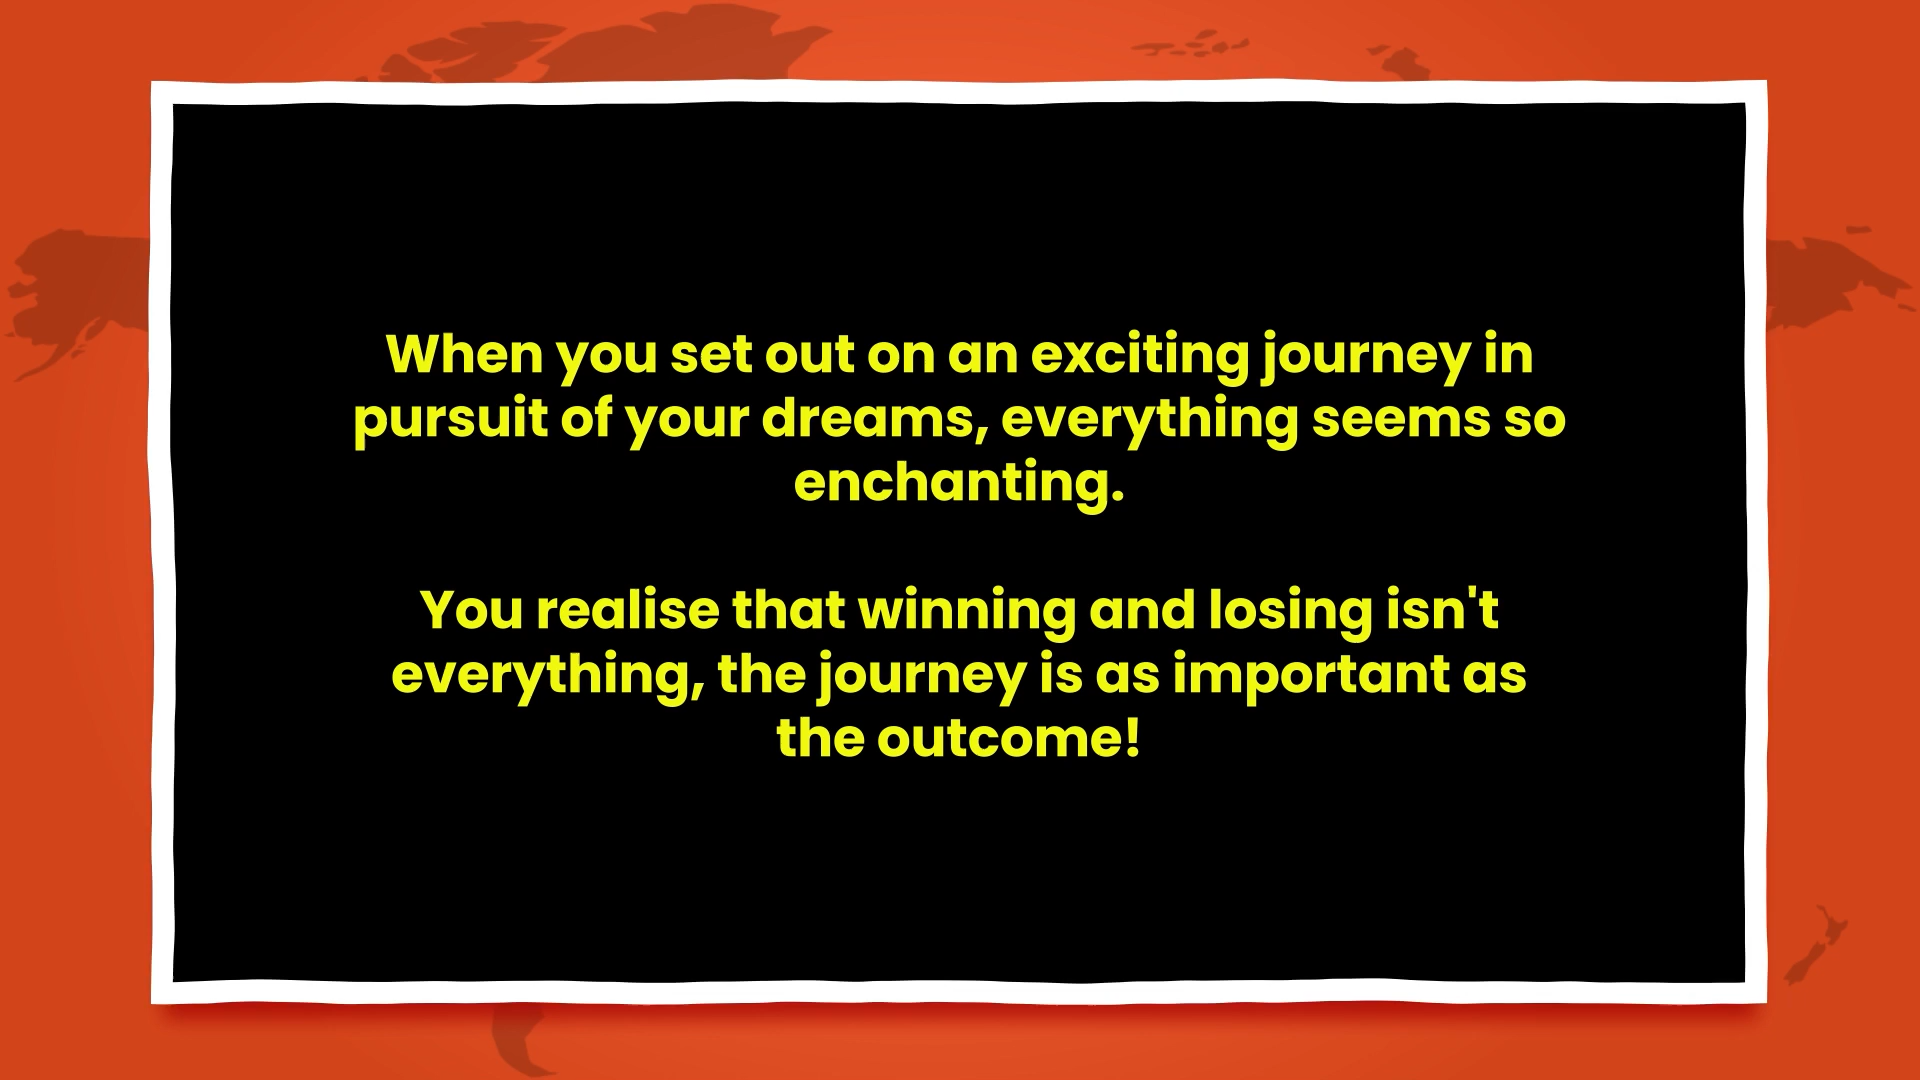 When you set out on an exciting journey in
pursuit of your dreams, everything seems so
enchanting.
You realise that winning and losing isn't
everything, the journey is as important as
the outcome!